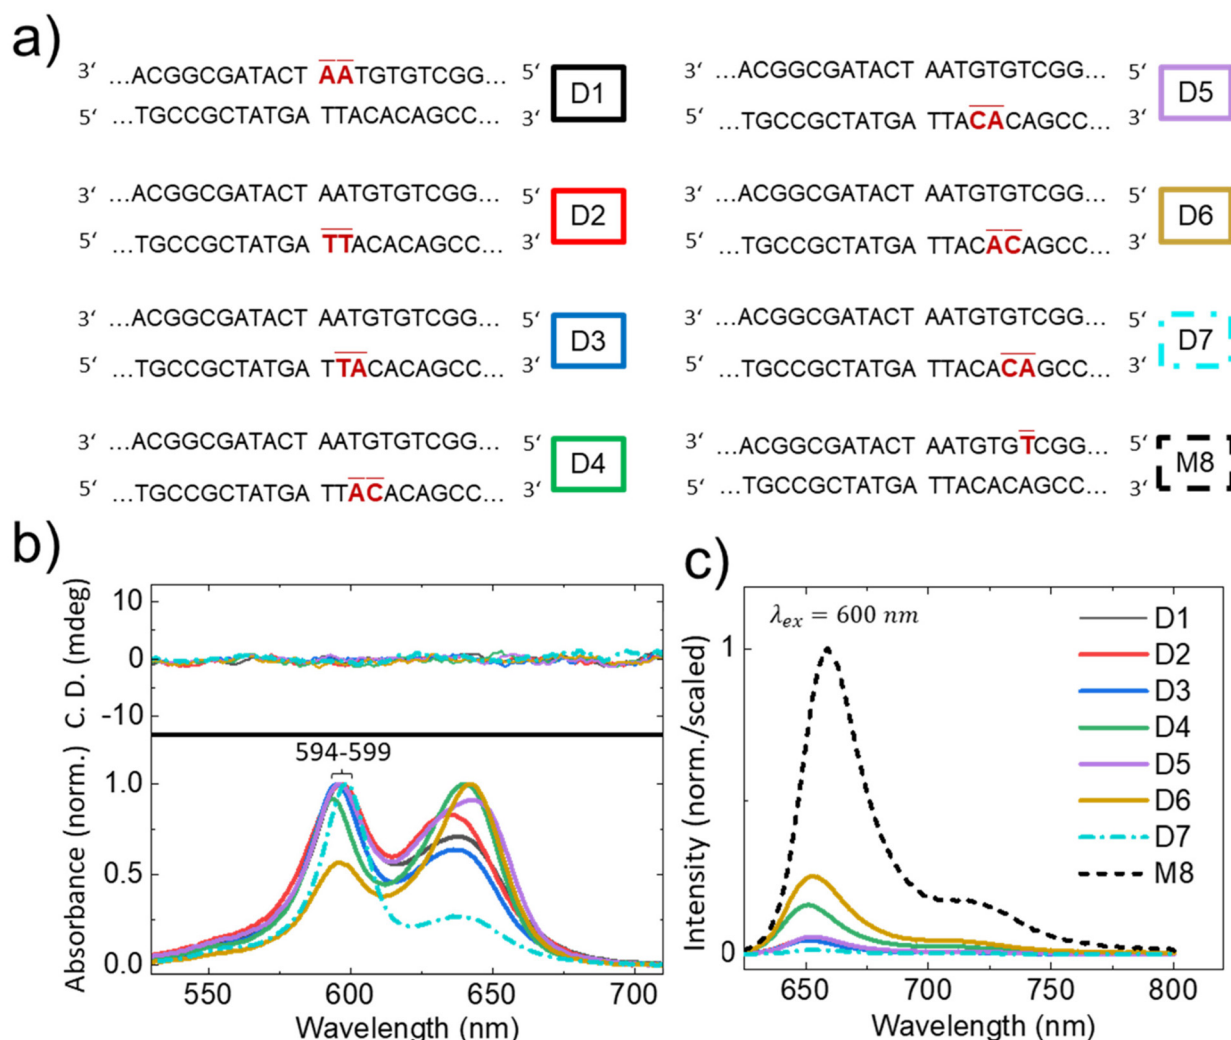 a)
3‘ ...ACGGCGATACT AATGTGTCGG... 5‘ D1
5‘ ...TGCCGCTATGA TTACACAGCC... 3‘
3‘ ...ACGGCGATACT AATGTGTCGG... 5‘ D2
5‘ ...TGCCGCTATGA TTACACAGCC... 3‘
3‘ ...ACGGCGATACT AATGTGTCGG... 5‘ D3
5‘ ...TGCCGCTATGA TTACACAGCC... 3‘
3‘ ...ACGGCGATACT AATGTGTCGG... 5‘ D4
5‘ ...TGCCGCTATGA TTACACAGCC... 3‘
3‘ ...ACGGCGATACT AATGTGTCGG... 5‘ D5
5‘ ...TGCCGCTATGA TTACACAGCC... 3‘
3‘ ...ACGGCGATACT AATGTGTCGG... 5‘ D6
5‘ ...TGCCGCTATGA TTACACAGCC... 3‘
3‘ ...ACGGCGATACT AATGTGTCGG... 5‘ D7
5‘ ...TGCCGCTATGA TTACACAGCC... 3‘
3‘ ...ACGGCGATACT AATGTGTCGG... 5‘ M8
5‘ ...TGCCGCTATGA TTACACAGCC... 3‘
b)
C. D. (mdeg)
10
0
-10
Absorbance (norm.)
594-599
1.0
0.5
0.0
550 600 650 700
Wavelength (nm)
c)
Intensity (norm./scaled)
λex = 600 nm
1
0
D1
D2
D3
D4
D5
D6
D7
M8
650 700 750 800
Wavelength (nm)